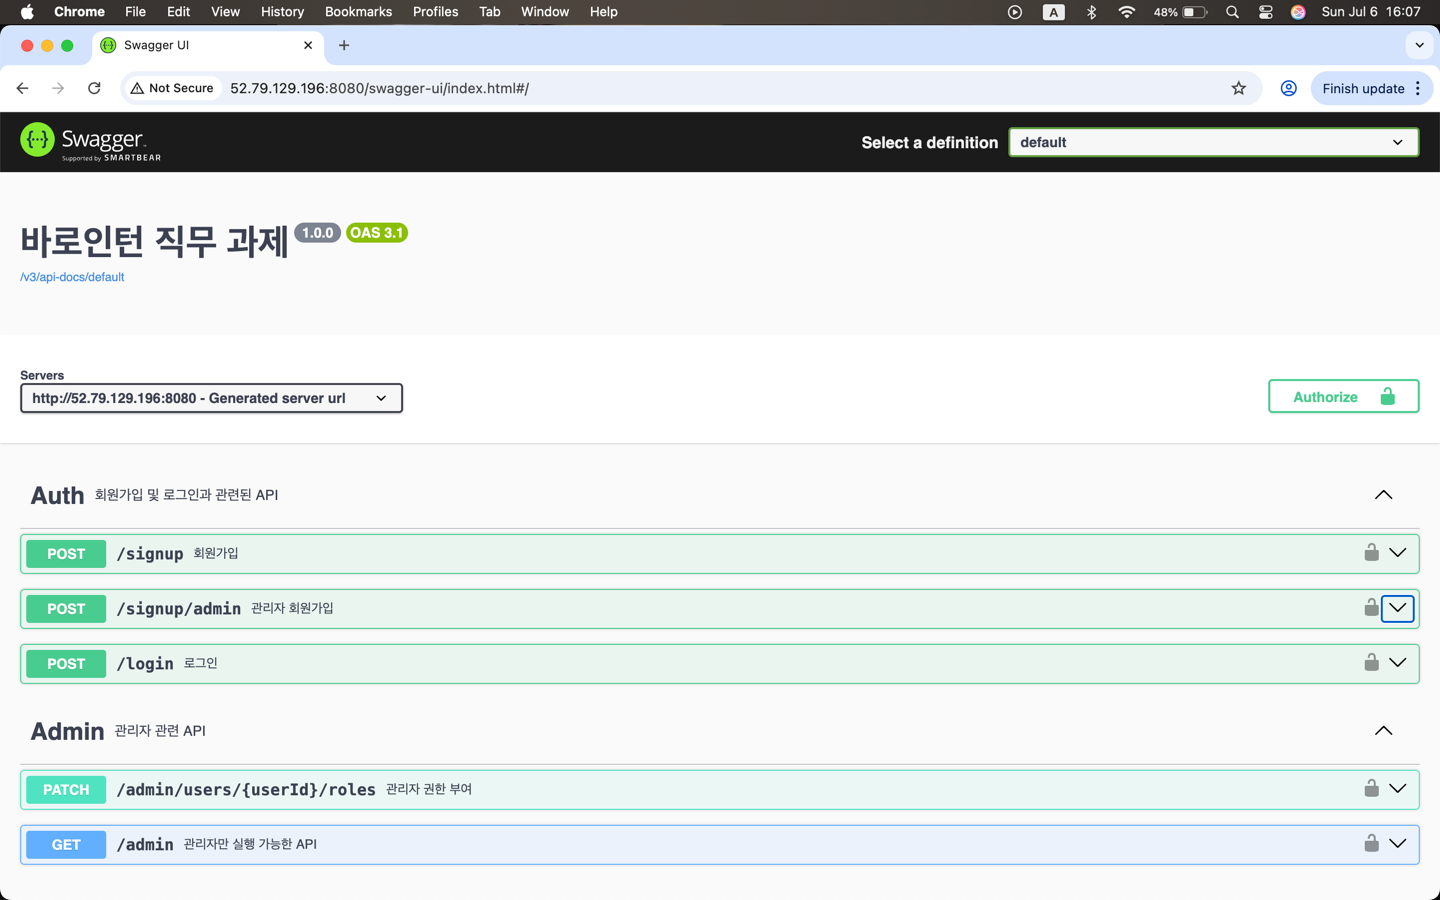 Chrome File Edit View History Bookmarks Profiles Tab Window Help A 48% Sun Jul 6 16:07
Swagger UI
Not Secure 52.79.129.196:8080/swagger-ui/index.html#/ Finish update
Swagger
Supported by SMARTBEAR
Select a definition default
바로인턴 직무 과제 1.0.0 OAS 3.1
/v3/api-docs/default
Servers
http://52.79.129.196:8080 - Generated server url
Authorize
Auth 회원가입 및 로그인과 관련된 API
POST /signup 회원가입
POST /signup/admin 관리자 회원가입
POST /login 로그인
Admin 관리자 관련 API
PATCH /admin/users/{userId}/roles 관리자 권한 부여
GET /admin 관리자만 실행 가능한 API